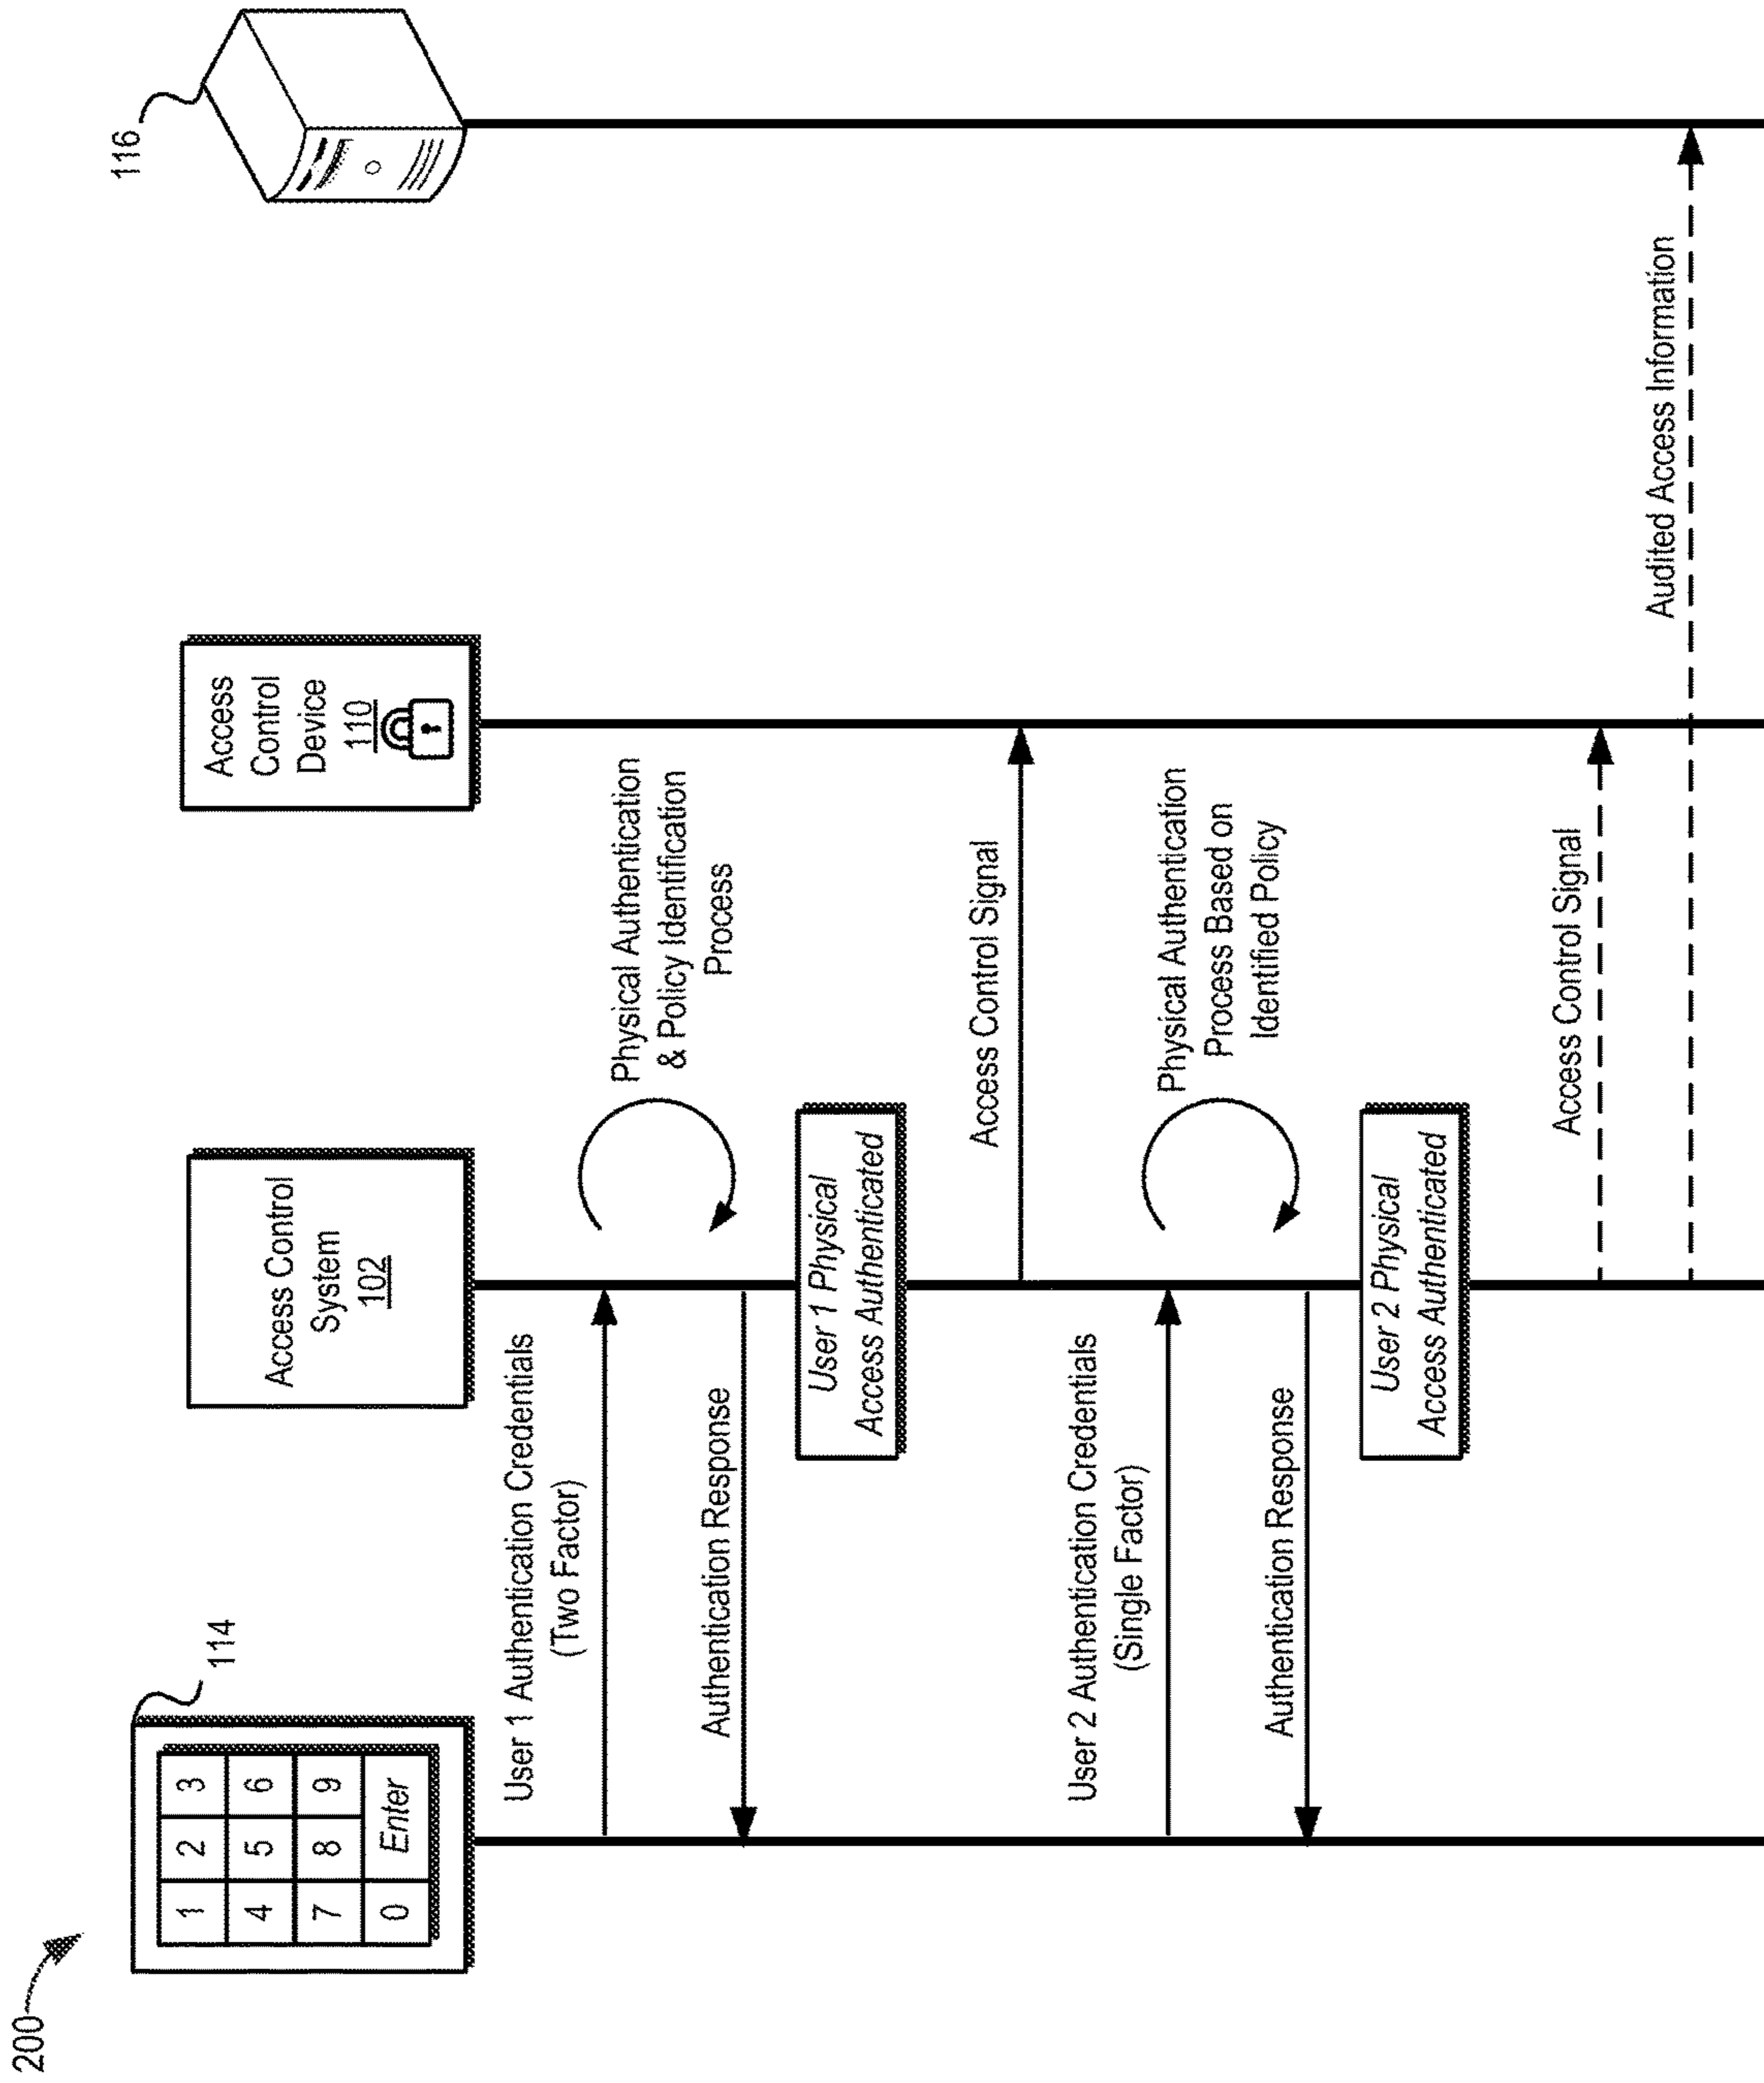 200
1
2
3
4
5
6
7
8
9
0
Enter
114
Access Control
System
102
Access
Control
Device
110
116
User 1 Authentication Credentials
(Two Factor)
Physical Authentication
& Policy Identification
Process
Authentication Response
User 1 Physical
Access Authenticated
Access Control Signal
User 2 Authentication Credentials
(Single Factor)
Physical Authentication
Process Based on
Identified Policy
Authentication Response
User 2 Physical
Access Authenticated
Access Control Signal
Audited Access Information